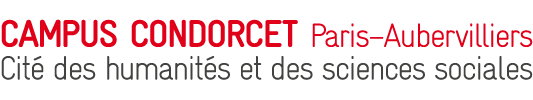 CAMPUS CONDORCET Paris–Aubervilliers
Cité des humanités et des sciences sociales